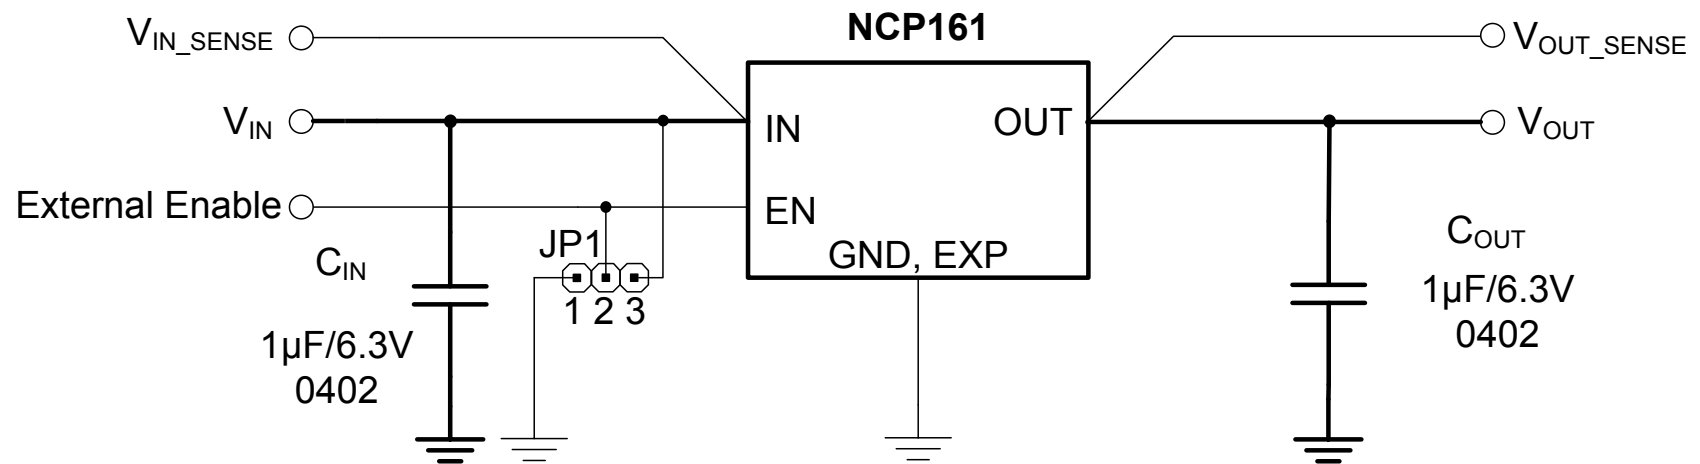 NCP161
VIN_SENSE
VOUT_SENSE
VIN
IN
OUT
VOUT
External Enable
EN
JP1
GND, EXP
CIN
COUT
1 2 3
1µF/6.3V
0402
1µF/6.3V
0402